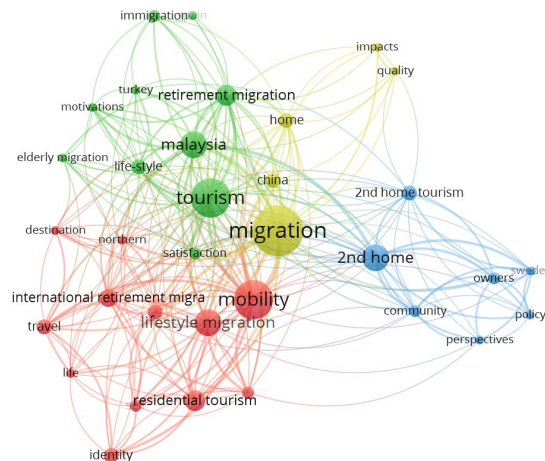 immigration
impacts
quality
turkey
retirement migration
motivations
home
malaysia
elderly migration
life-style
china
2nd home tourism
tourism
destination
northern
migration
satisfaction
2nd home
swede
owners
international retirement migra
mobility
community
policy
travel
lifestyle migration
perspectives
life
residential tourism
identity